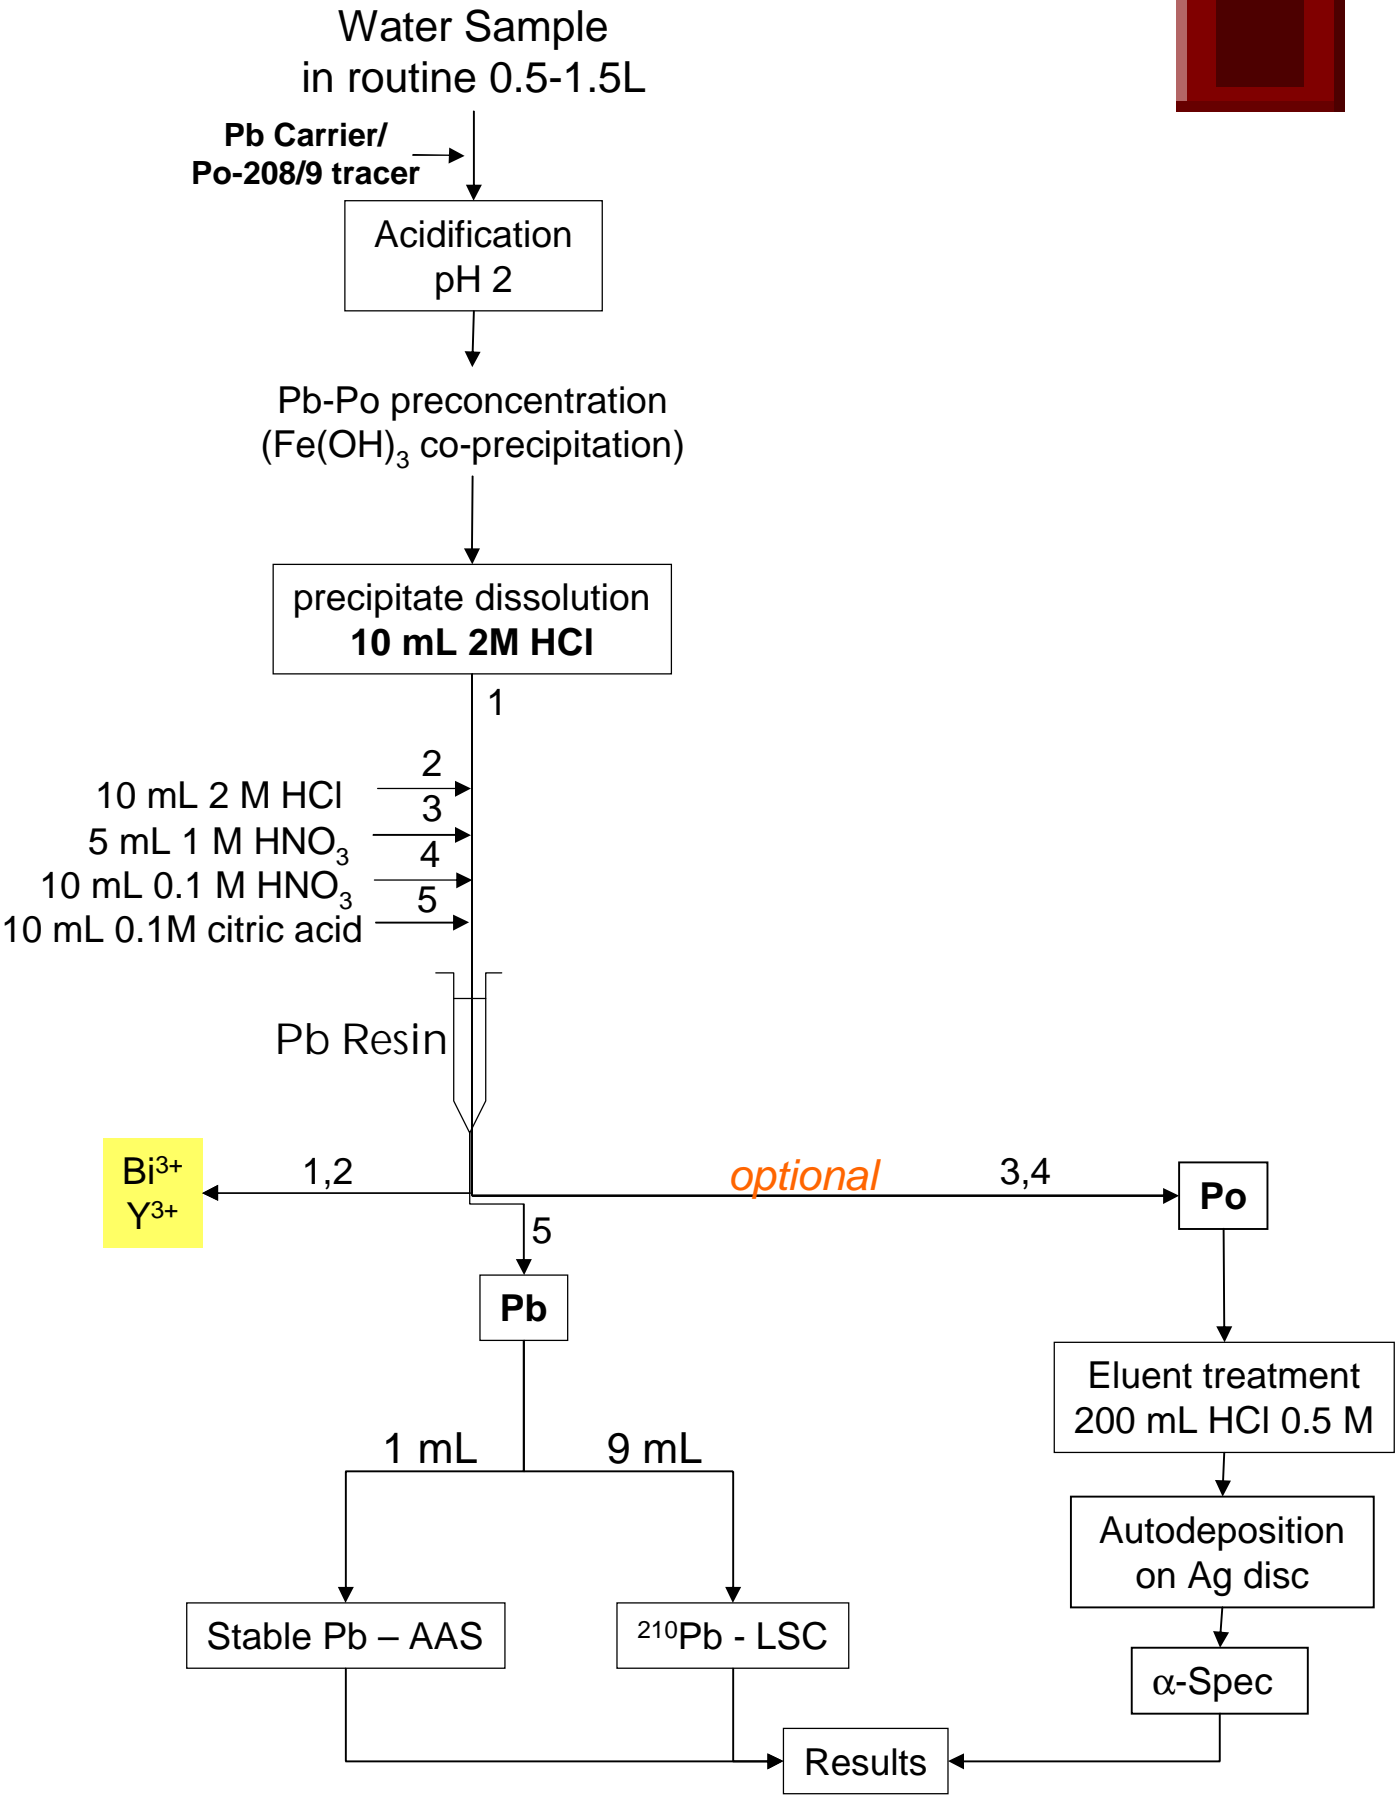 Water Sample
in routine 0.5-1.5L
Pb Carrier/
Po-208/9 tracer
Acidification
pH 2
Pb-Po preconcentration
(Fe(OH)₃ co-precipitation)
precipitate dissolution
10 mL 2M HCl
1
2
10 mL 2 M HCl
3
5 mL 1 M HNO₃
4
10 mL 0.1 M HNO₃
5
10 mL 0.1M citric acid
Pb Resin
Bi³⁺
Y³⁺
1,2
optional
3,4
Po
5
Pb
Eluent treatment
200 mL HCl 0.5 M
1 mL
9 mL
Autodeposition
on Ag disc
Stable Pb – AAS
²¹⁰Pb - LSC
α-Spec
Results